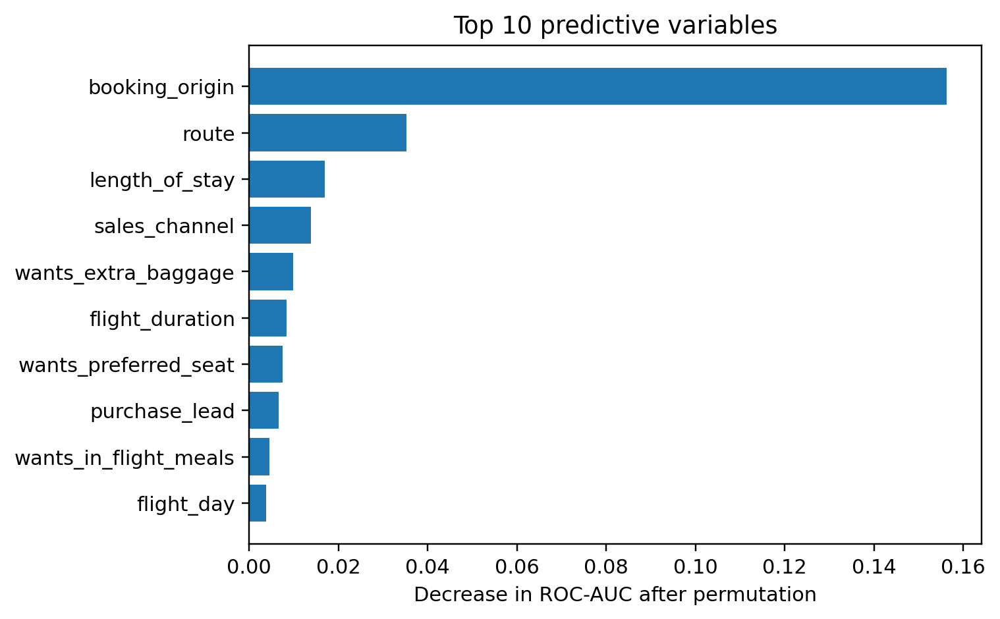 Top 10 predictive variables
booking_origin
route
length_of_stay
sales_channel
wants_extra_baggage
flight_duration
wants_preferred_seat
purchase_lead
wants_in_flight_meals
flight_day
0.00 0.02 0.04 0.06 0.08 0.10 0.12 0.14 0.16
Decrease in ROC-AUC after permutation